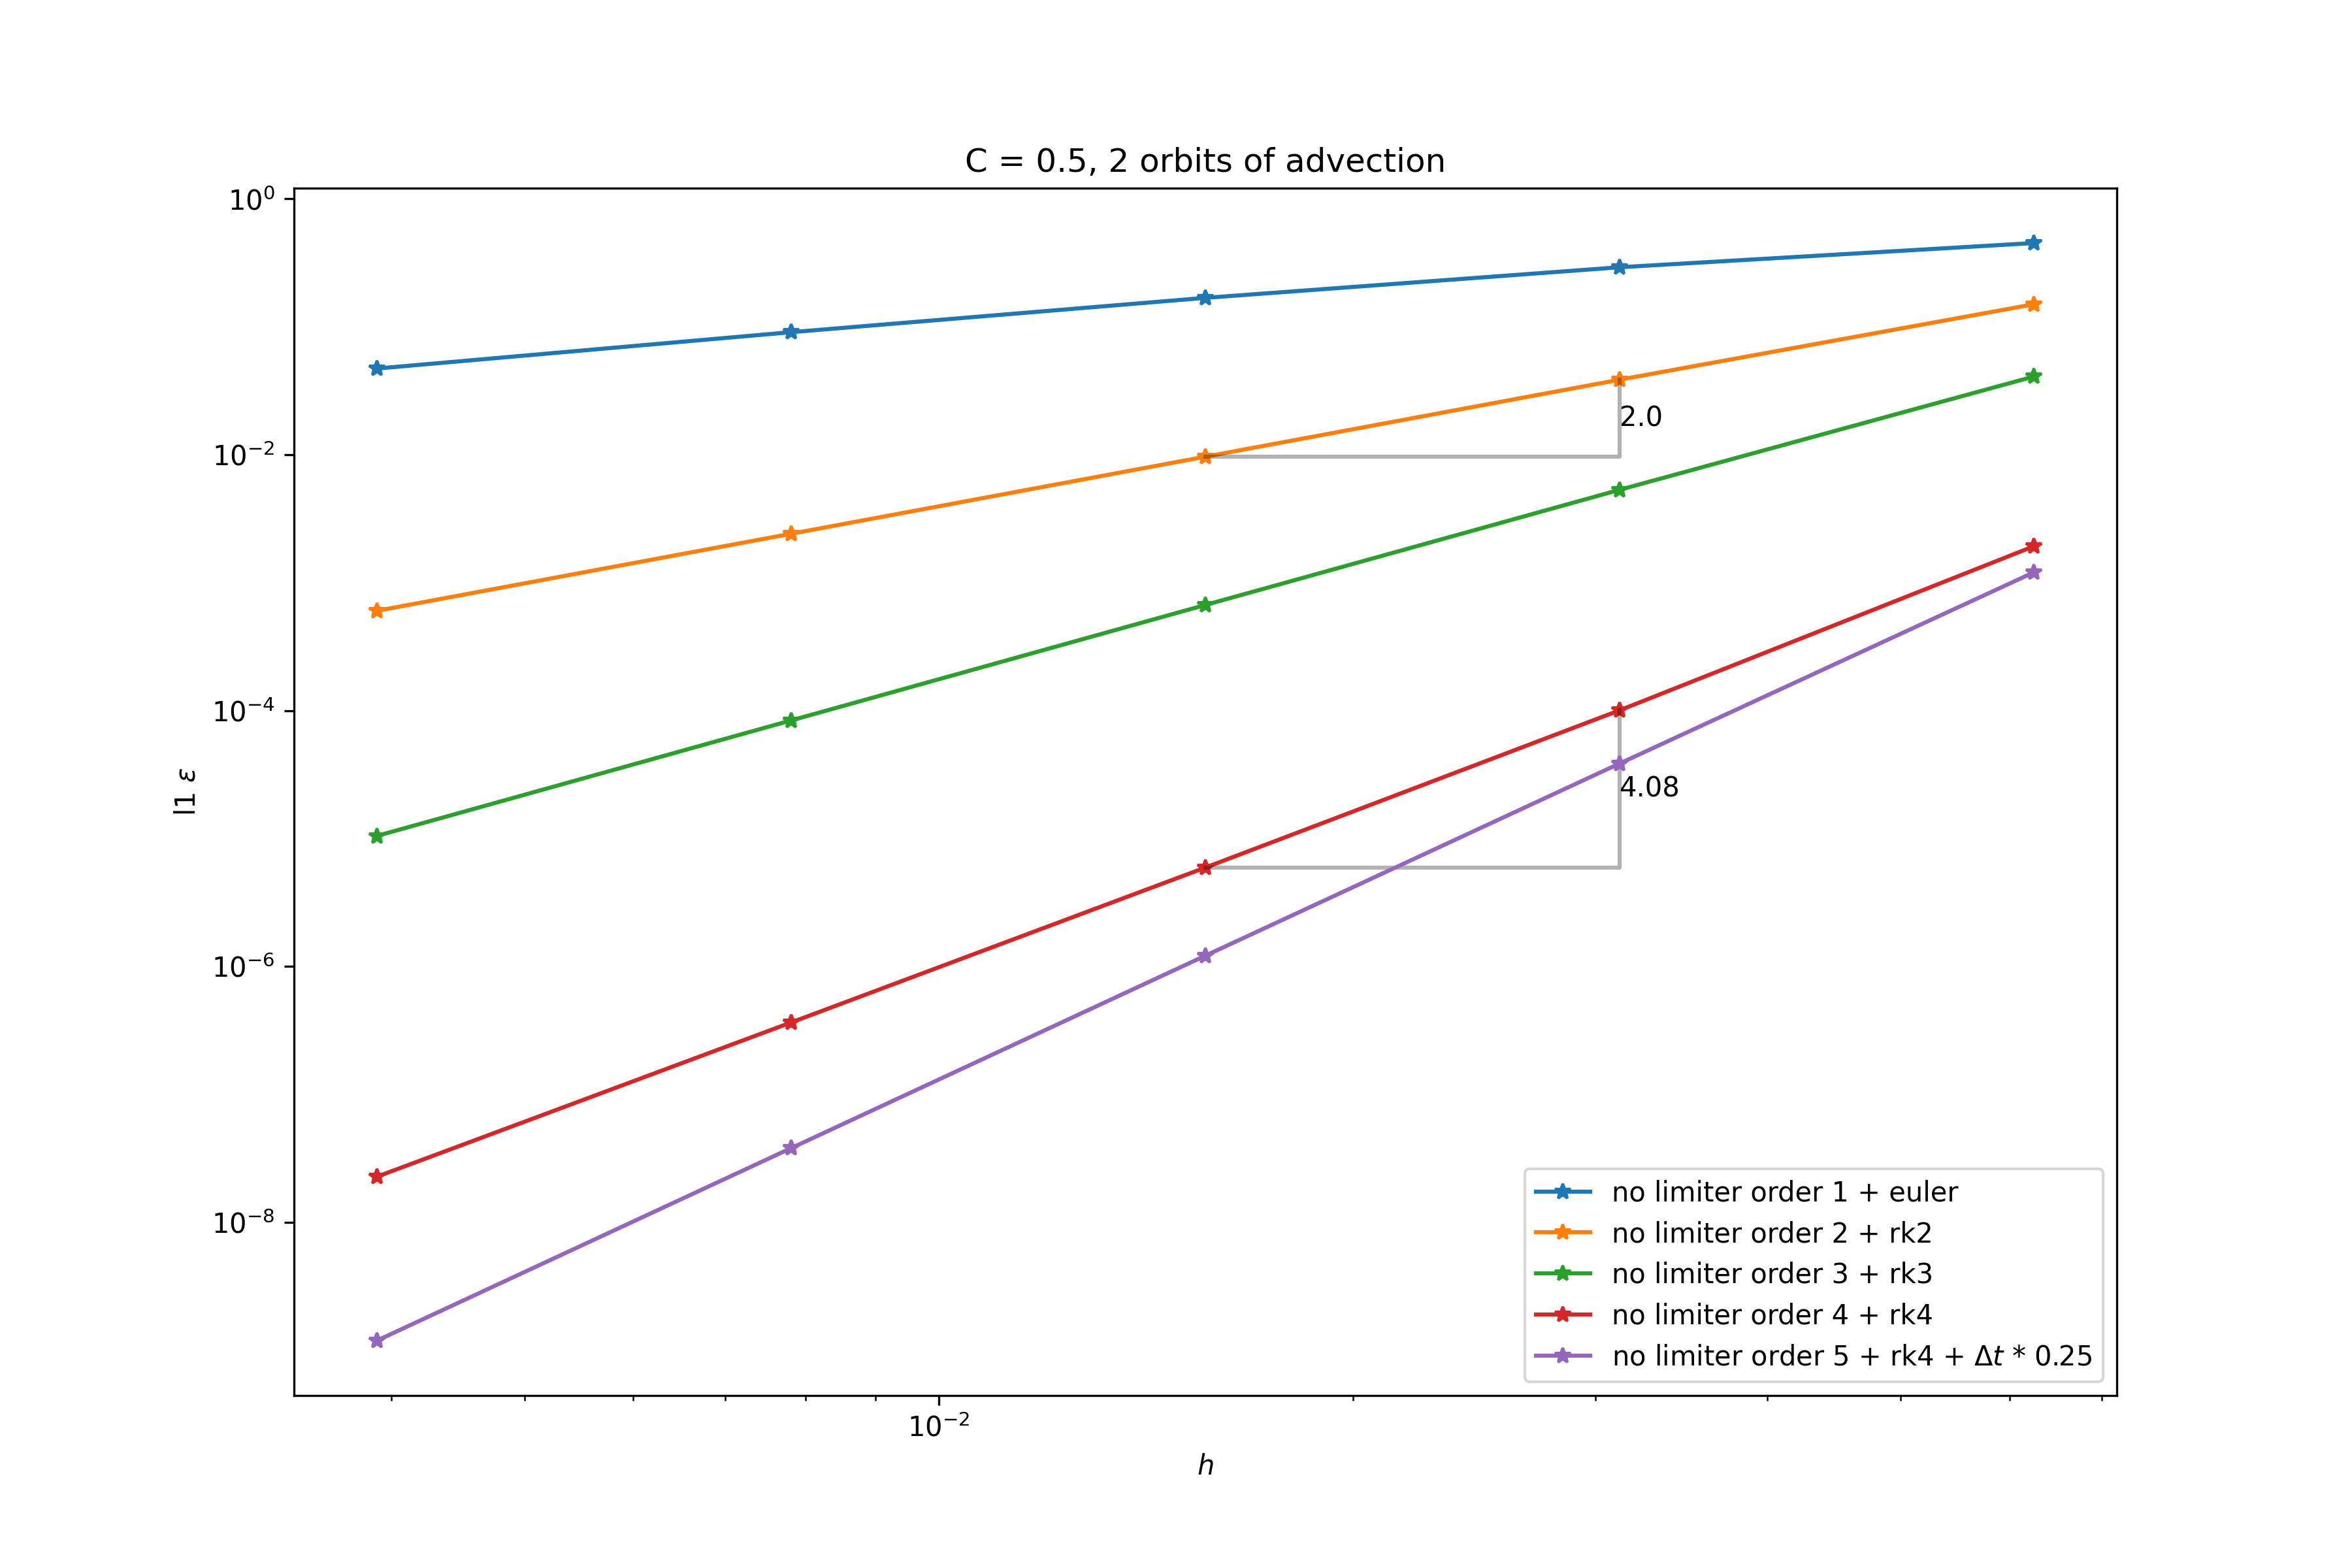 C = 0.5, 2 orbits of advection
10⁰
10⁻²
10⁻⁴
10⁻⁶
10⁻⁸
l1 ε
2.0
4.08
no limiter order 1 + euler
no limiter order 2 + rk2
no limiter order 3 + rk3
no limiter order 4 + rk4
no limiter order 5 + rk4 + Δt * 0.25
10⁻²
h